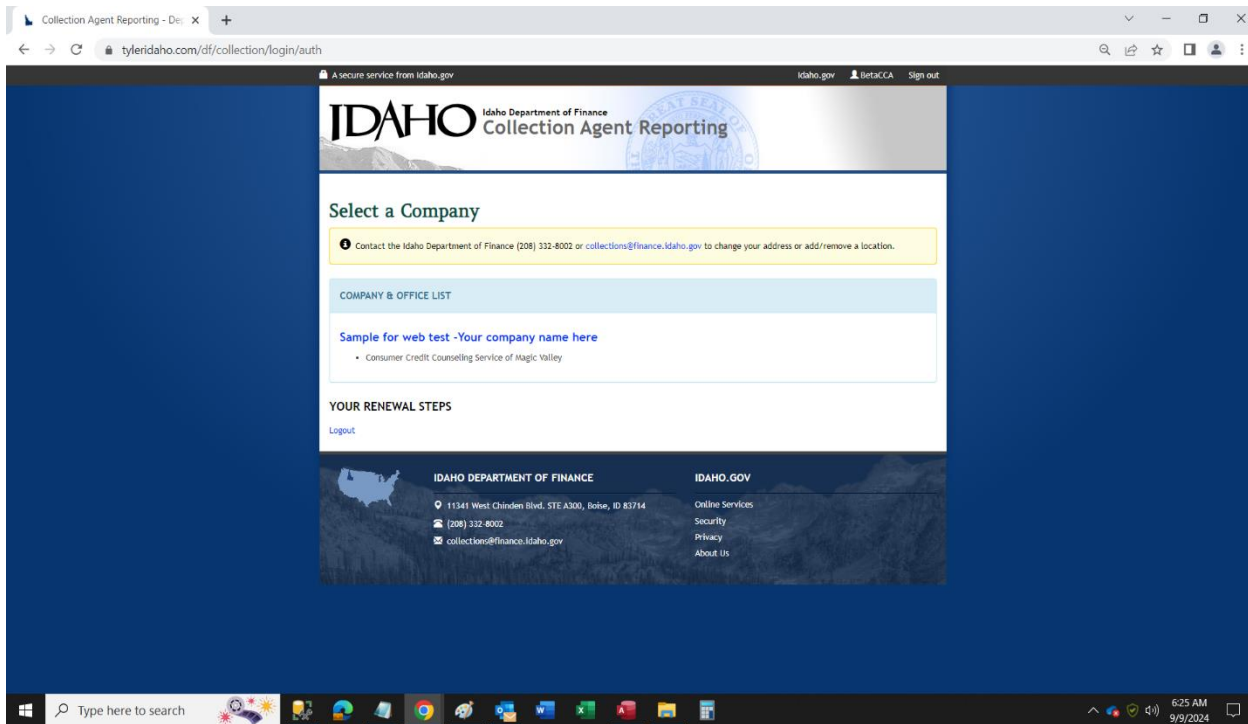 Collection Agent Reporting - De
tyleridaho.com/df/collection/login/auth
A secure service from Idaho.gov
Idaho.gov BetaCCA Sign out
IDAHO
Idaho Department of Finance
Collection Agent Reporting
Select a Company
Contact the Idaho Department of Finance (208) 332-8002 or collections@finance.idaho.gov to change your address or add/remove a location.
COMPANY & OFFICE LIST
Sample for web test -Your company name here
• Consumer Credit Counseling Service of Magic Valley
YOUR RENEWAL STEPS
Logout
IDAHO DEPARTMENT OF FINANCE
11341 West Chinden Blvd. STE A300, Boise, ID 83714
(208) 332-8002
collections@finance.idaho.gov
IDAHO.GOV
Online Services
Security
Privacy
About Us
Type here to search
6:25 AM
9/9/2024